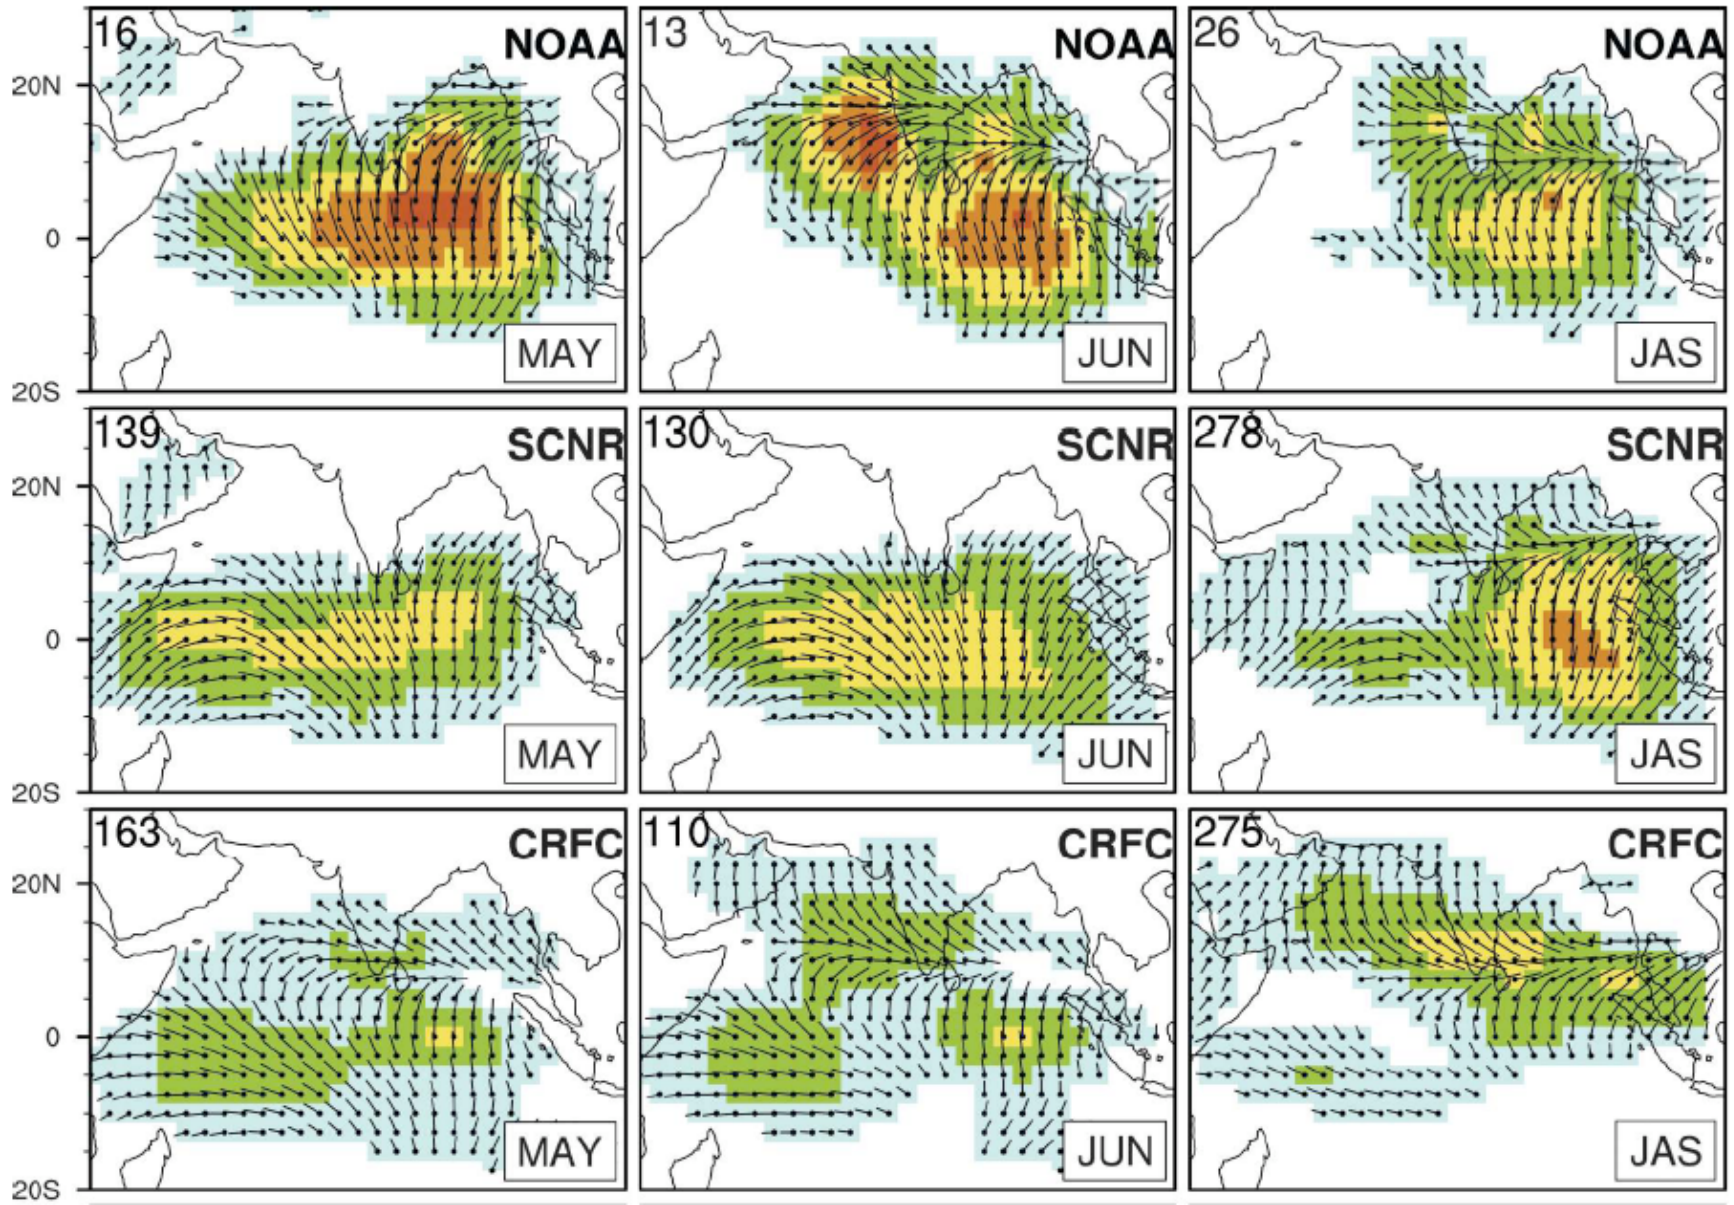 16 NOAA 13 NOAA 26 NOAA
20N
0
MAY JUN JAS
20S
139 SCNR 130 SCNR 278 SCNR
20N
0
MAY JUN JAS
20S
163 CRFC 110 CRFC 275 CRFC
20N
0
MAY JUN JAS
20S